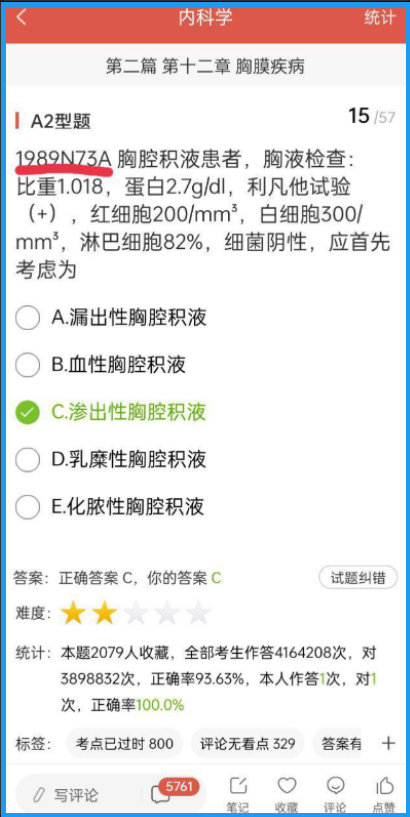 内科学
统计
第二篇 第十二章 胸膜疾病
A2型题
15/57
1989N73A 胸腔积液患者，胸液检查：
比重1.018，蛋白2.7g/dl，利凡他试验
（+），红细胞200/mm³，白细胞300/
mm³，淋巴细胞82%，细菌阴性，应首先
考虑为
A.漏出性胸腔积液
B.血性胸腔积液
C.渗出性胸腔积液
D.乳糜性胸腔积液
E.化脓性胸腔积液
答案：正确答案 C，你的答案 C
试题纠错
难度：
统计：本题2079人收藏，全部考生作答4164208次，对
3898832次，正确率93.63%，本人作答1次，对1
次，正确率100.0%
标签：
考点已过时 800
评论无看点 329
答案有
写评论
5761
笔记
收藏
评论
点赞